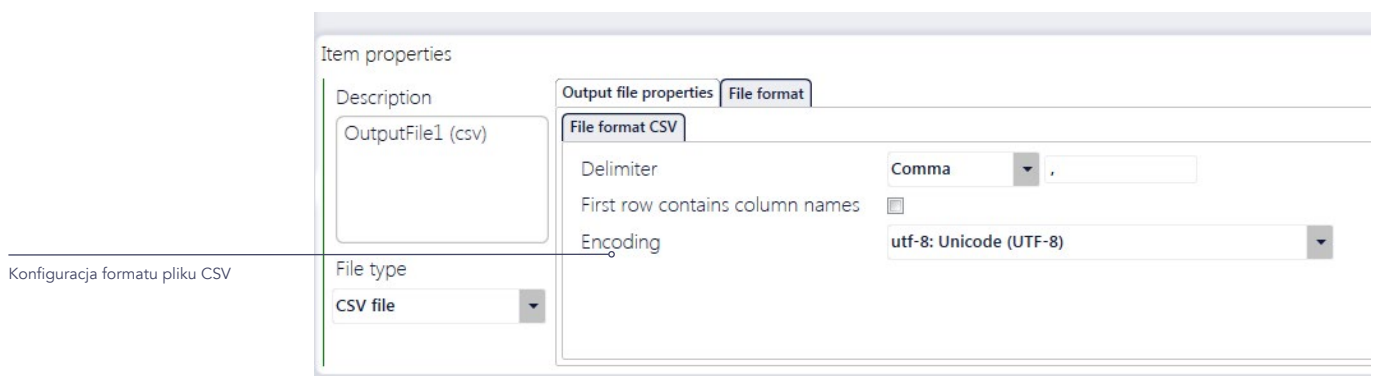 Item properties
Description
OutputFile1 (csv)
File type
CSV file
Output file properties
File format
File format CSV
Delimiter
Comma
,
First row contains column names
Encoding
utf-8: Unicode (UTF-8)
Konfiguracja formatu pliku CSV